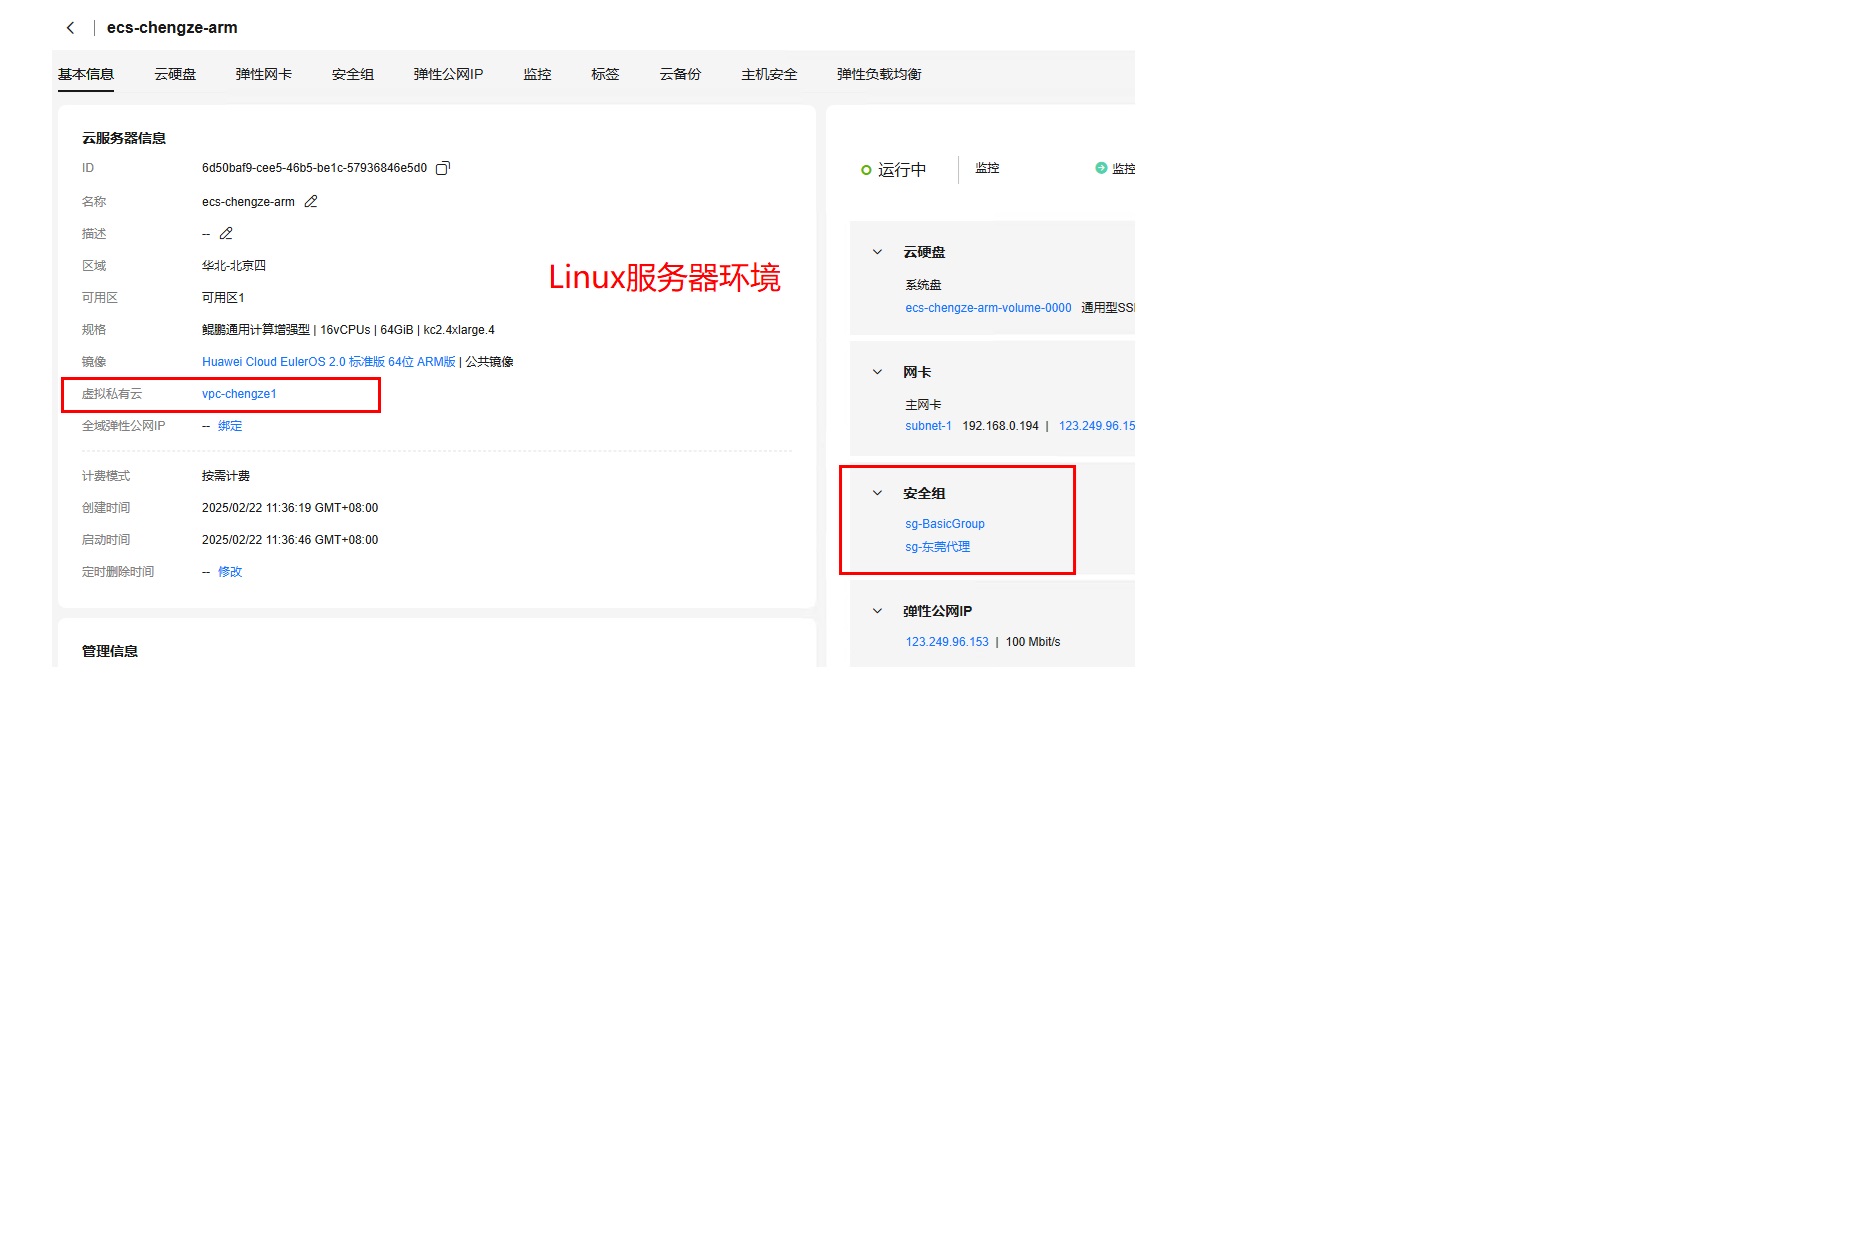 ecs-chengze-arm
基本信息 云硬盘 弹性网卡 安全组 弹性公网IP 监控 标签 云备份 主机安全 弹性负载均衡
云服务器信息
ID 6d50baf9-cee5-46b5-be1c-57936846e5d0
名称 ecs-chengze-arm
描述 --
区域 华北-北京四
可用区 可用区1
规格 鲲鹏通用计算增强型 | 16vCPUs | 64GiB | kc2.4xlarge.4
镜像 Huawei Cloud EulerOS 2.0 标准版 64位 ARM版 | 公共镜像
虚拟私有云 vpc-chengze1
全域弹性公网IP -- 绑定
计费模式 按需计费
创建时间 2025/02/22 11:36:19 GMT+08:00
启动时间 2025/02/22 11:36:46 GMT+08:00
定时删除时间 -- 修改
管理信息
Linux服务器环境
运行中 监控 监控
云硬盘
系统盘
ecs-chengze-arm-volume-0000 通用型SS
网卡
主网卡
subnet-1 192.168.0.194 | 123.249.96.15
安全组
sg-BasicGroup
sg-东莞代理
弹性公网IP
123.249.96.153 | 100 Mbit/s